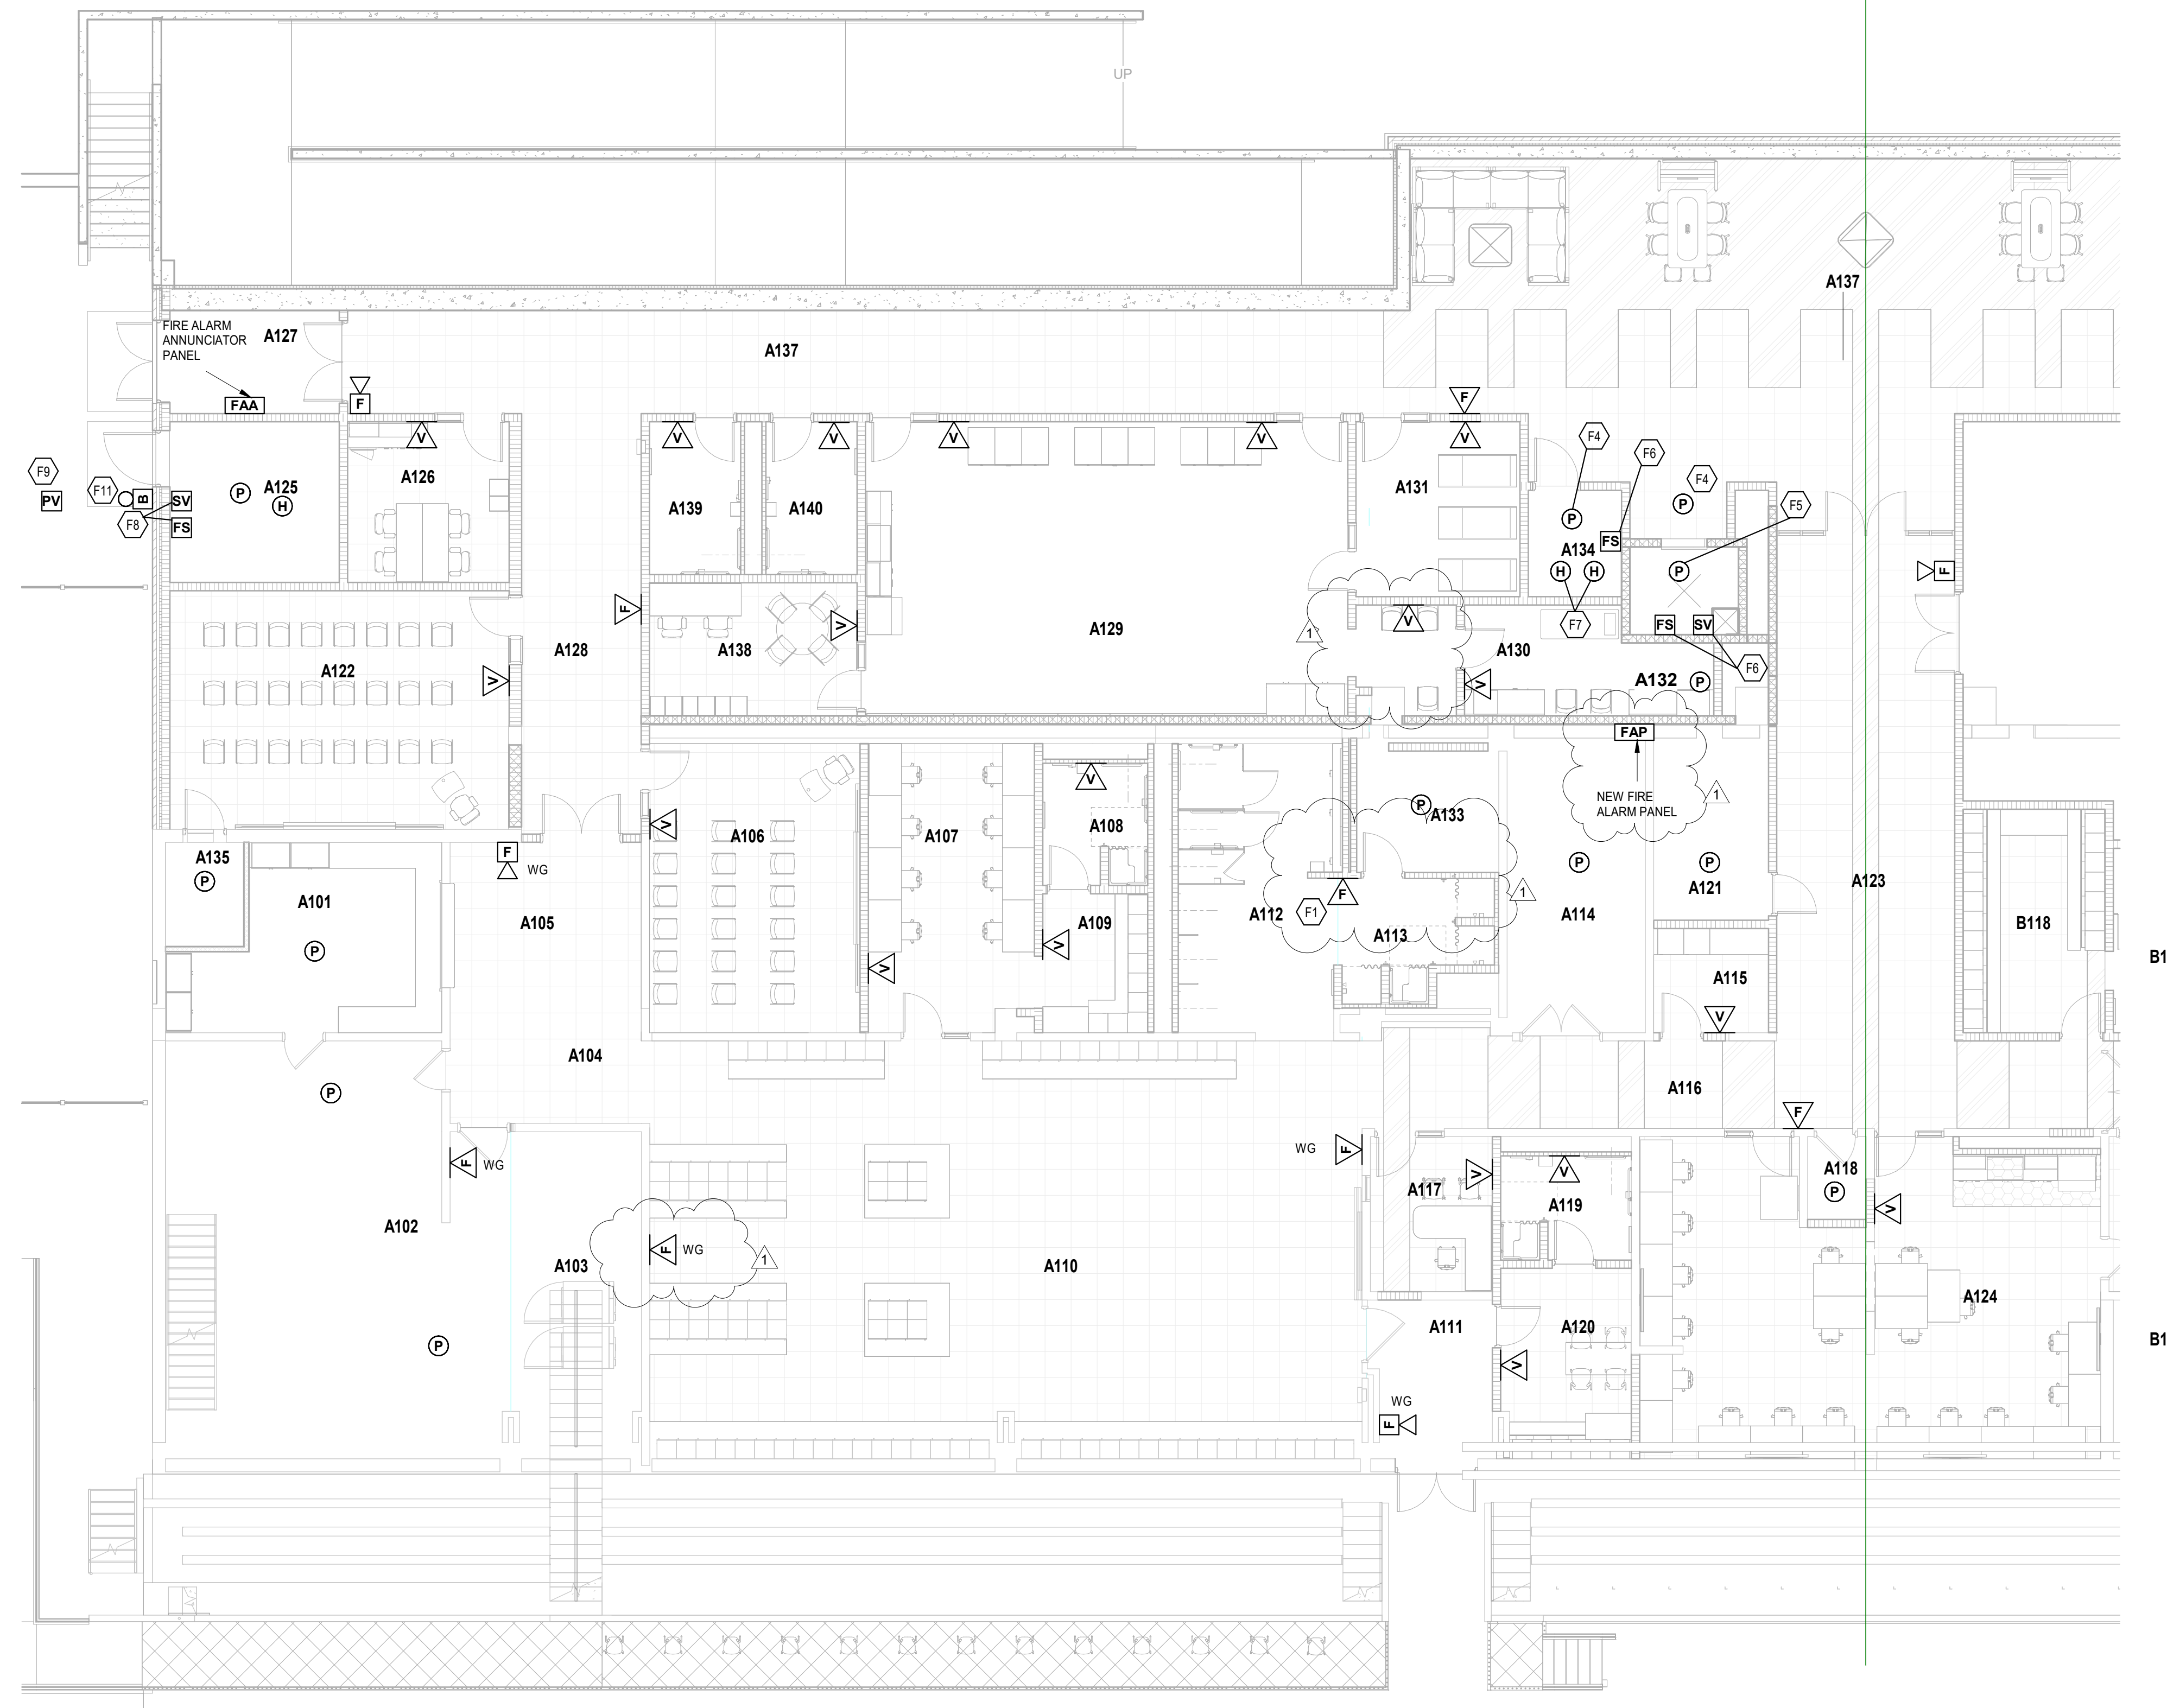 UP
A137
FIRE ALARM
ANNUNCIATOR
PANEL
A127
A137
FAA
F
F
V
V
V
V
V
V
F4
F6
F4
F5
F9
PV
F11
B
SV
FS
F8
P
A125
H
A126
A139
A140
A131
P
P
FS
A134
H
H
P
F
F7
F
V
A129
1
V
FS
SV
F6
A122
V
A128
A138
A130
V
A132
P
FAP
NEW FIRE
ALARM PANEL
1
V
V
A106
A107
A108
P
A133
A135
P
F
WG
P
P
A121
A123
A101
A105
F
F1
1
A112
A113
A114
A109
V
B118
P
V
A115
B1
V
A104
A116
P
F
F
WG
WG
F
A117
V
V
A119
A118
P
V
A102
A103
F
WG
1
A110
A124
A111
A120
B1
P
V
WG
F